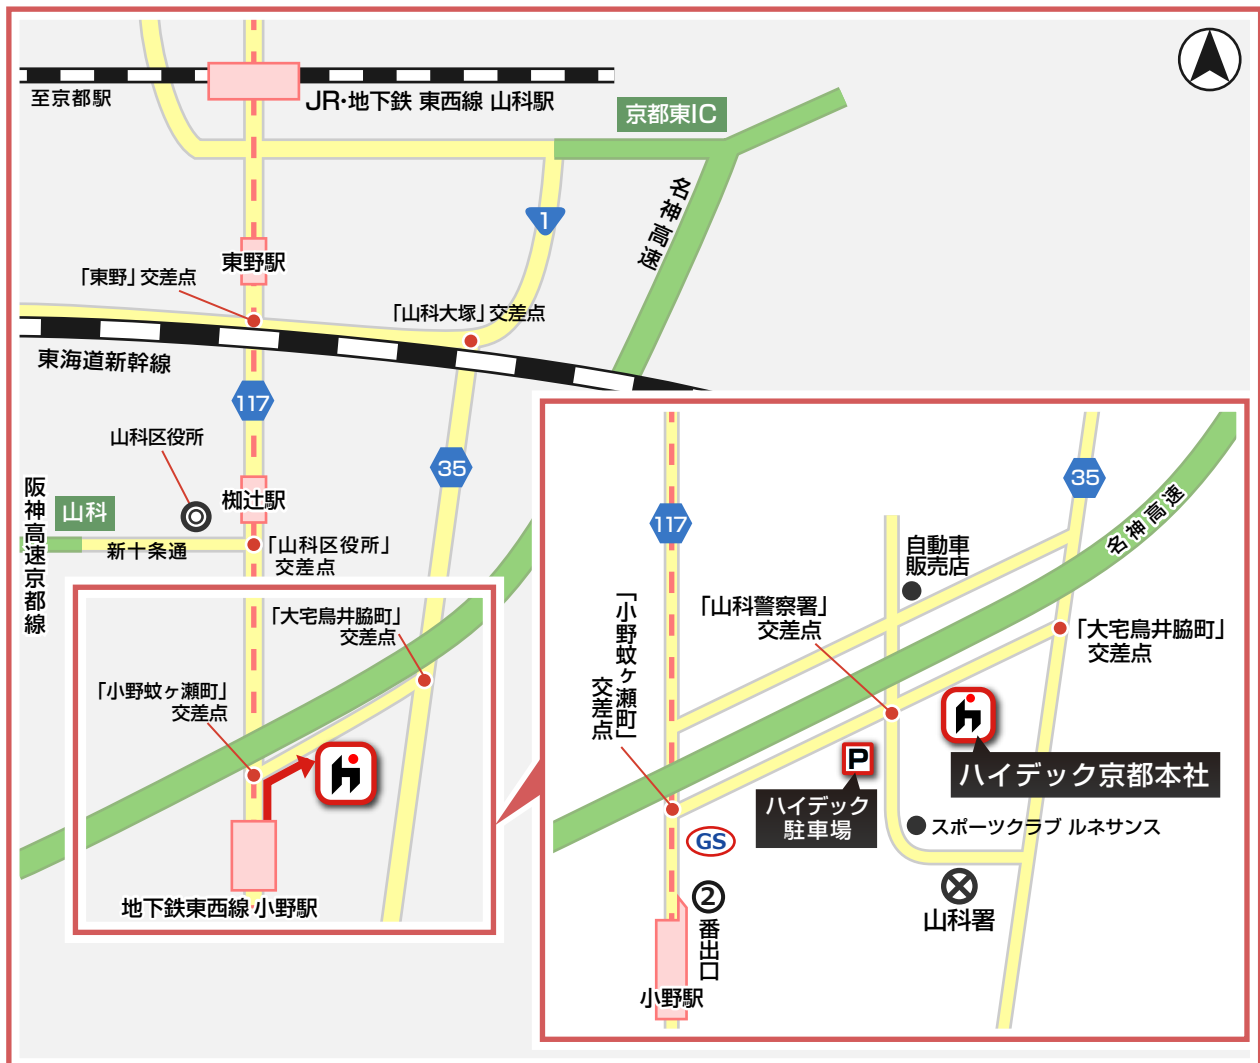 至京都駅
JR・地下鉄 東西線 山科駅
京都東IC
名神高速
1
東野駅
「東野」交差点
「山科大塚」交差点
東海道新幹線
117
35
山科区役所
椥辻駅
阪神高速京都線
山科
新十条通
「山科区役所」
交差点
「大宅鳥井脇町」
交差点
「小野蚊ヶ瀬町」
交差点
地下鉄東西線 小野駅
117
35
名神高速
自動車
販売店
「山科警察署」
交差点
「小野蚊ヶ瀬町」
交差点
「大宅鳥井脇町」
交差点
P
ハイデック京都本社
ハイデック
駐車場
スポーツクラブ ルネサンス
GS
山科署
②番出口
小野駅